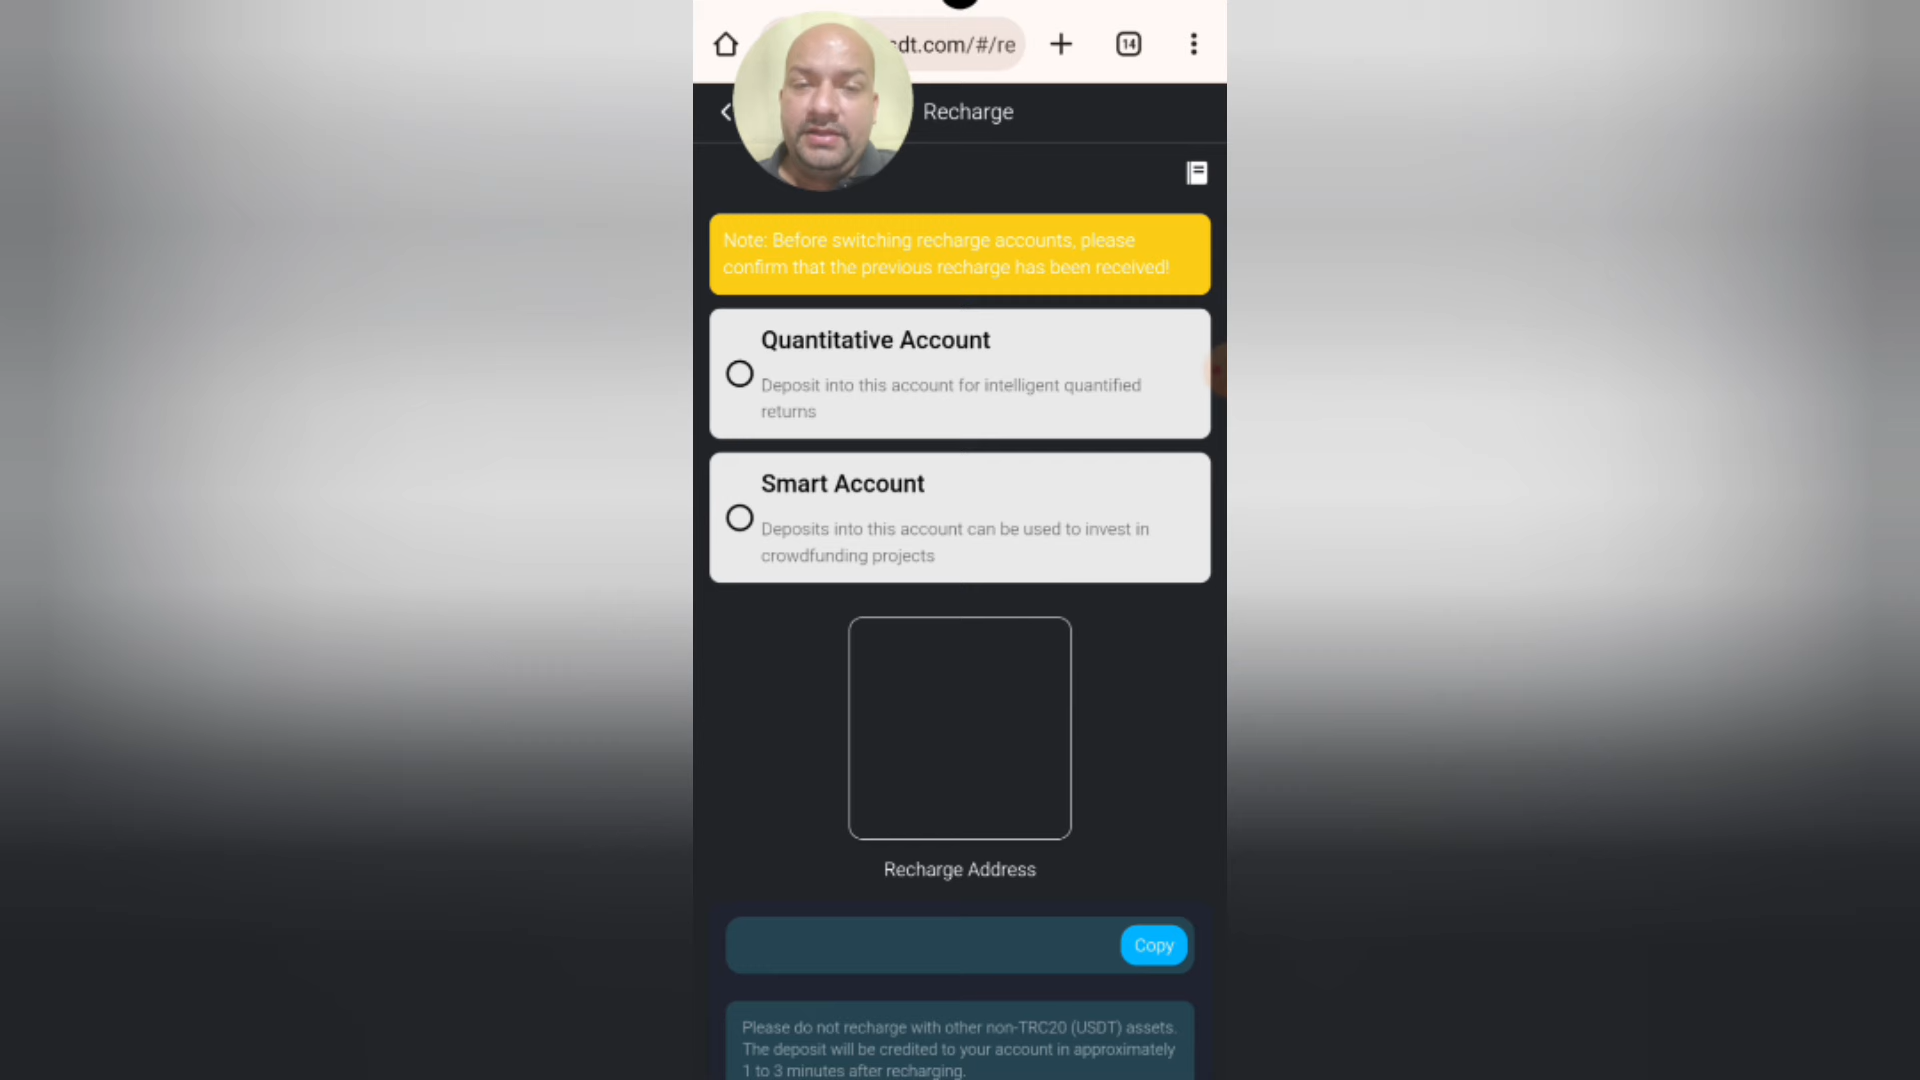 sdt.com/#/re
14
Recharge
Note: Before switching recharge accounts, please
confirm that the previous recharge has been received!
Quantitative Account
Deposit into this account for intelligent quantified
returns
Smart Account
Deposits into this account can be used to invest in
crowdfunding projects
Recharge Address
Copy
Please do not recharge with other non-TRC20 (USDT) assets.
The deposit will be credited to your account in approximately
1 to 3 minutes after recharging.